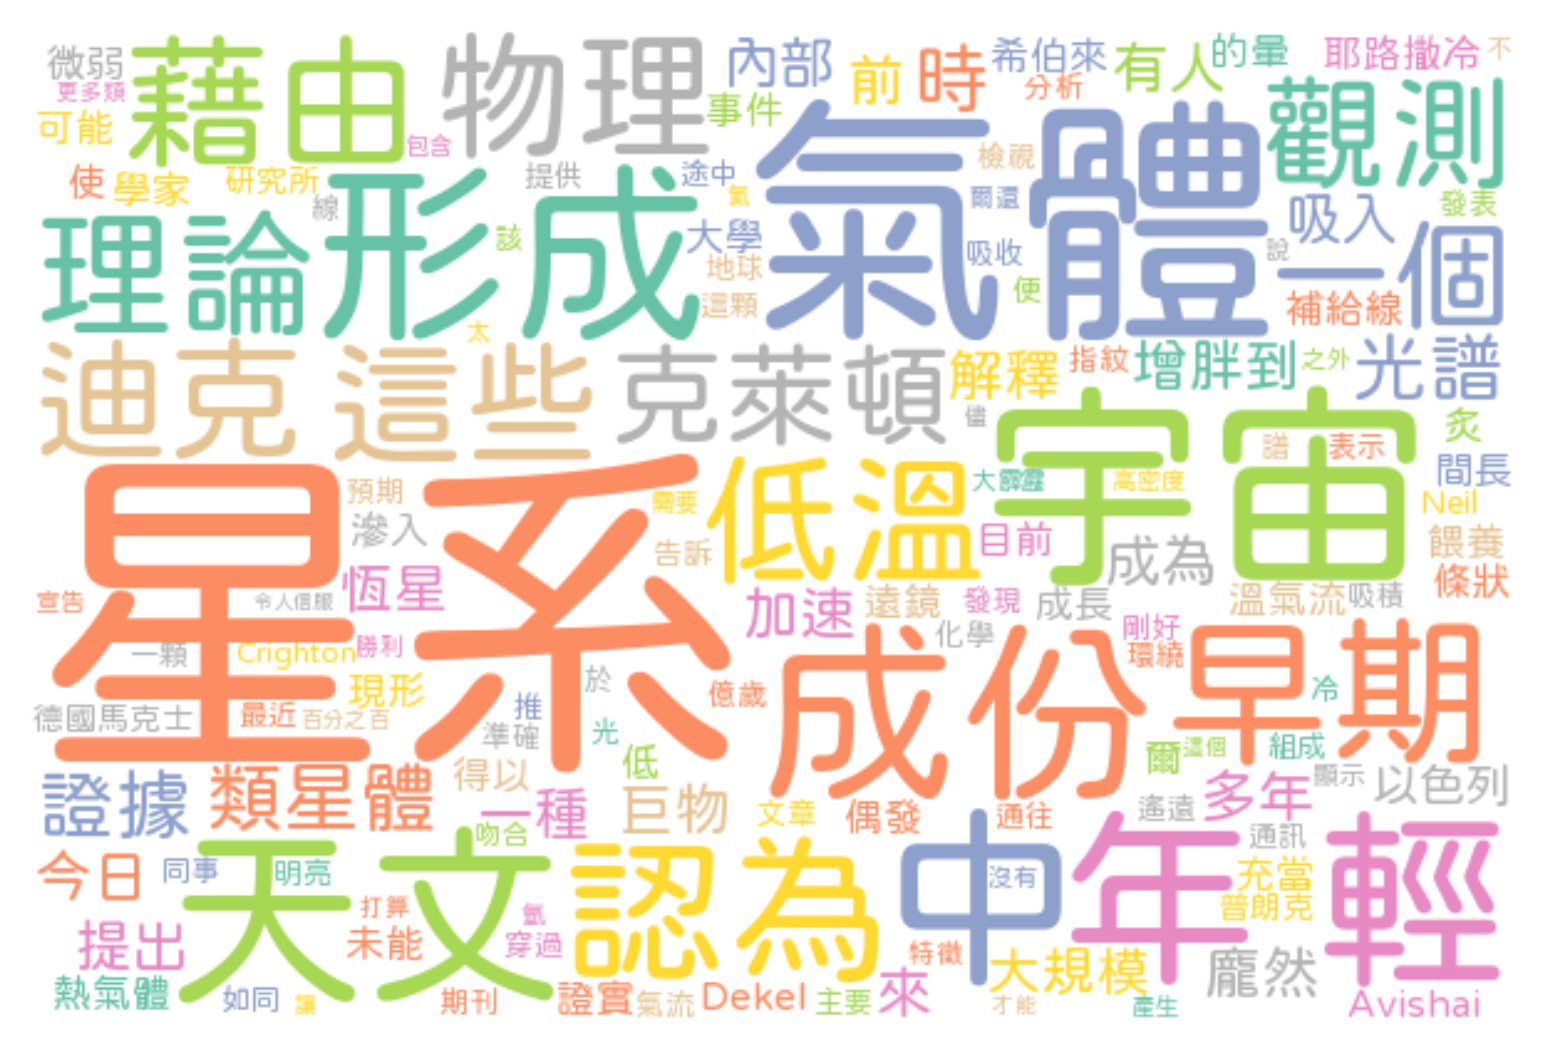 微弱
藉由
物理
內部
前
時
希伯來
有人
的暈
耶路撒冷
不
更多類
分析
可能
包含
事件
氣體
觀測
檢視
使
學家
研究所
提供
途中
氦
爾還
發表
線
形成
吸入
理論
該
大學
吸收
說
一個
地球
便
這顆
補給線
太
迪克
這些
克萊頓
解釋
指紋
增胖到
之外
光譜
儘
宇宙
炙
譜
表示
星系
低溫
大霹靂
高密度
間長
預期
需要
Neil
滲入
告訴
目前
成為
餵養
恆星
條狀
宣告
令人信服
加速
遠鏡
發現
成長
溫氣流
吸積
化學
剛好
早期
一顆
Crighton
勝利
成份
環繞
現形
於
億歲
冷
德國馬克士
最近
百分之百
推
準確
光
爾
這個
組成
低
證據
類星體
得以
一種
巨物
文章
偶發
通往
遙遠
多年
顯示
以色列
吻合
通訊
天文
認為
中
年輕
今日
同事
明亮
沒有
充當
打算
氫
普朗克
提出
未能
穿過
特徵
大規模
龐然
熱氣體
如同
讓
期刊
證實
氣流
Dekel
主要
來
才能
產生
Avishai